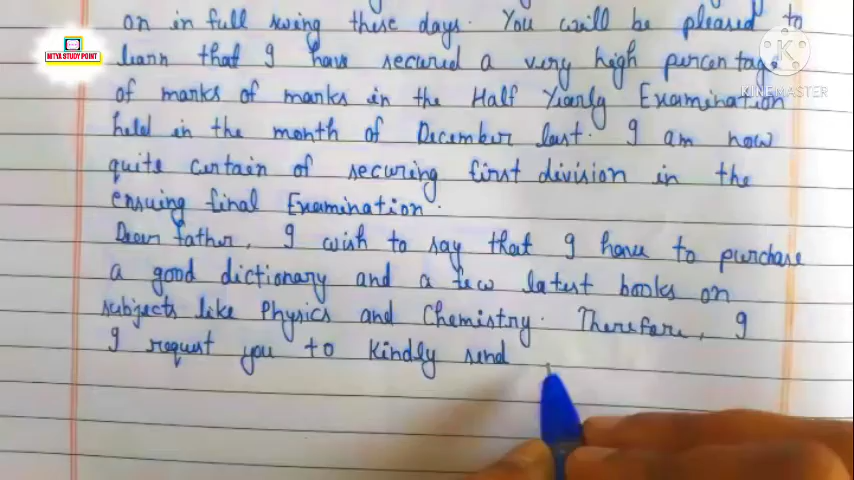 on in full swing these days. You will be pleased to
NITYA STUDY POINT
learn that I have secured a very high percentage
KINEMASTER
of marks of marks in the Half Yearly Examination
held in the month of December last. I am now
quite certain of securing first division in the
ensuing final Examination.
Dear father, I wish to say that I have to purchase
a good dictionary and a few latest books on
subjects like Physics and Chemistry. Therefore, I
I request you to kindly send